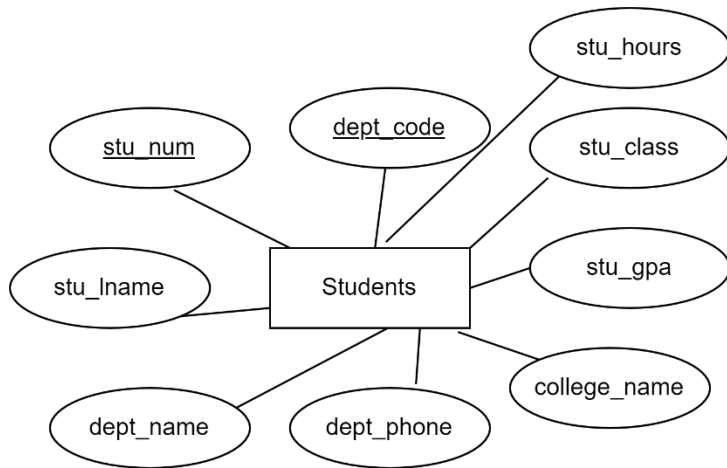 stu_hours
dept_code
stu_num
stu_class
stu_lname
Students
stu_gpa
college_name
dept_name
dept_phone